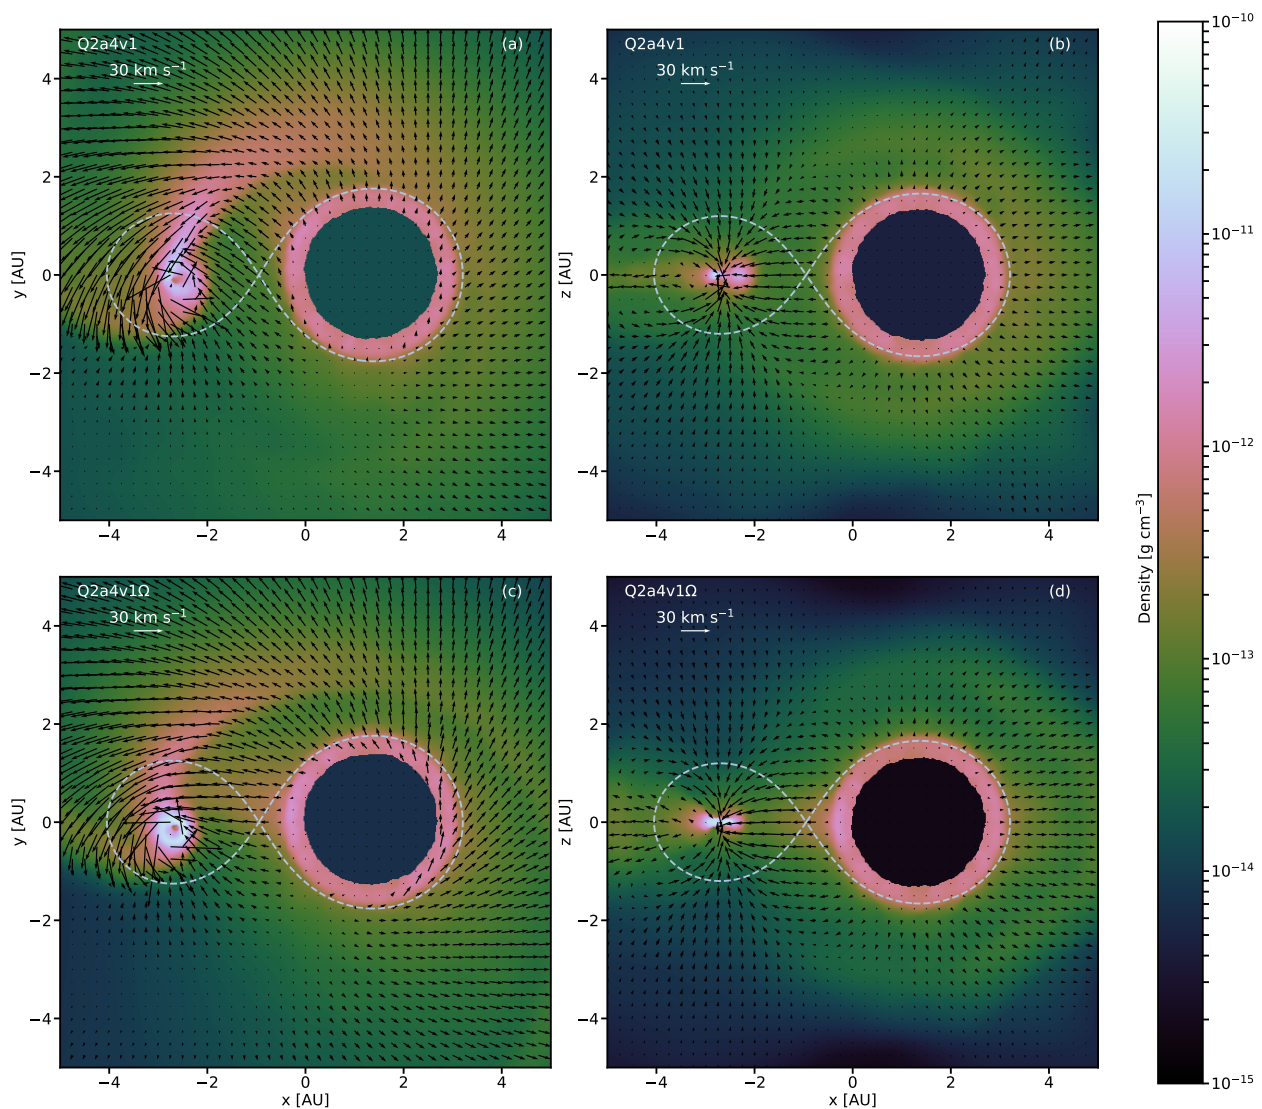 Q2a4v1 (a)
30 km s⁻¹
4
2
0
−2
−4
y [AU]
−4 −2 0 2 4
Q2a4v1 (b)
30 km s⁻¹
4
2
0
−2
−4
z [AU]
−4 −2 0 2 4
Q2a4v1Ω (c)
30 km s⁻¹
4
2
0
−2
−4
y [AU]
−4 −2 0 2 4
x [AU]
Q2a4v1Ω (d)
30 km s⁻¹
4
2
0
−2
−4
z [AU]
−4 −2 0 2 4
x [AU]
10⁻¹⁰
10⁻¹¹
10⁻¹²
10⁻¹³
10⁻¹⁴
10⁻¹⁵
Density [g cm⁻³]